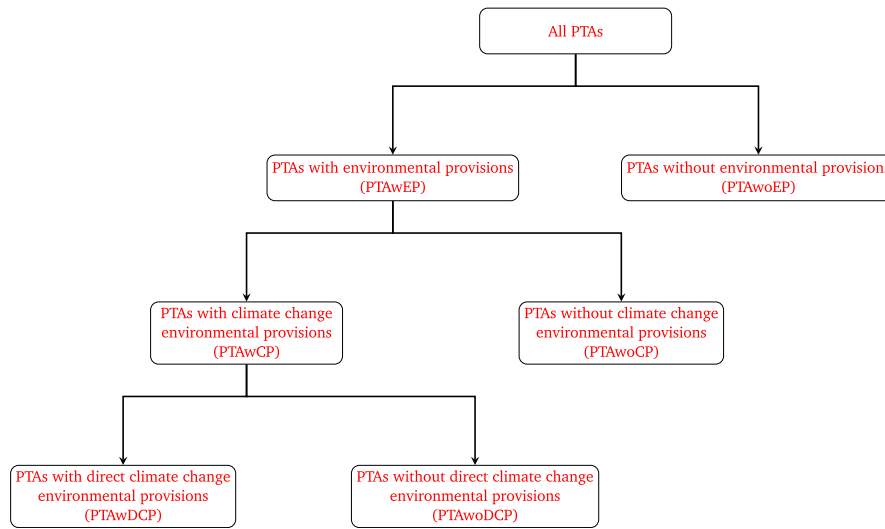 All PTAs
PTAs with environmental provisions
(PTAwEP)
PTAs without environmental provisions
(PTAwoEP)
PTAs with climate change
environmental provisions
(PTAwCP)
PTAs without climate change
environmental provisions
(PTAwoCP)
PTAs with direct climate change
environmental provisions
(PTAwDCP)
PTAs without direct climate change
environmental provisions
(PTAwoDCP)